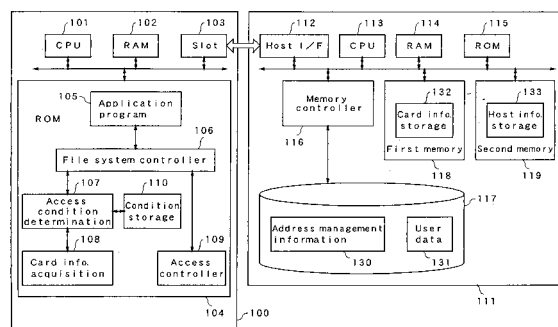 101
102
103
112
113
114
115
CPU
RAM
Slot
Host I/F
CPU
RAM
ROM
105
Application
program
ROM
106
File system controller
107
110
Access
condition
determination
Condition
storage
108
109
Card info.
acquisition
Access
controller
104
100
Memory
controller
116
132
Card info.
storage
First memory
118
133
Host info.
storage
Second memory
119
117
Address management
information
130
User
data
131
111